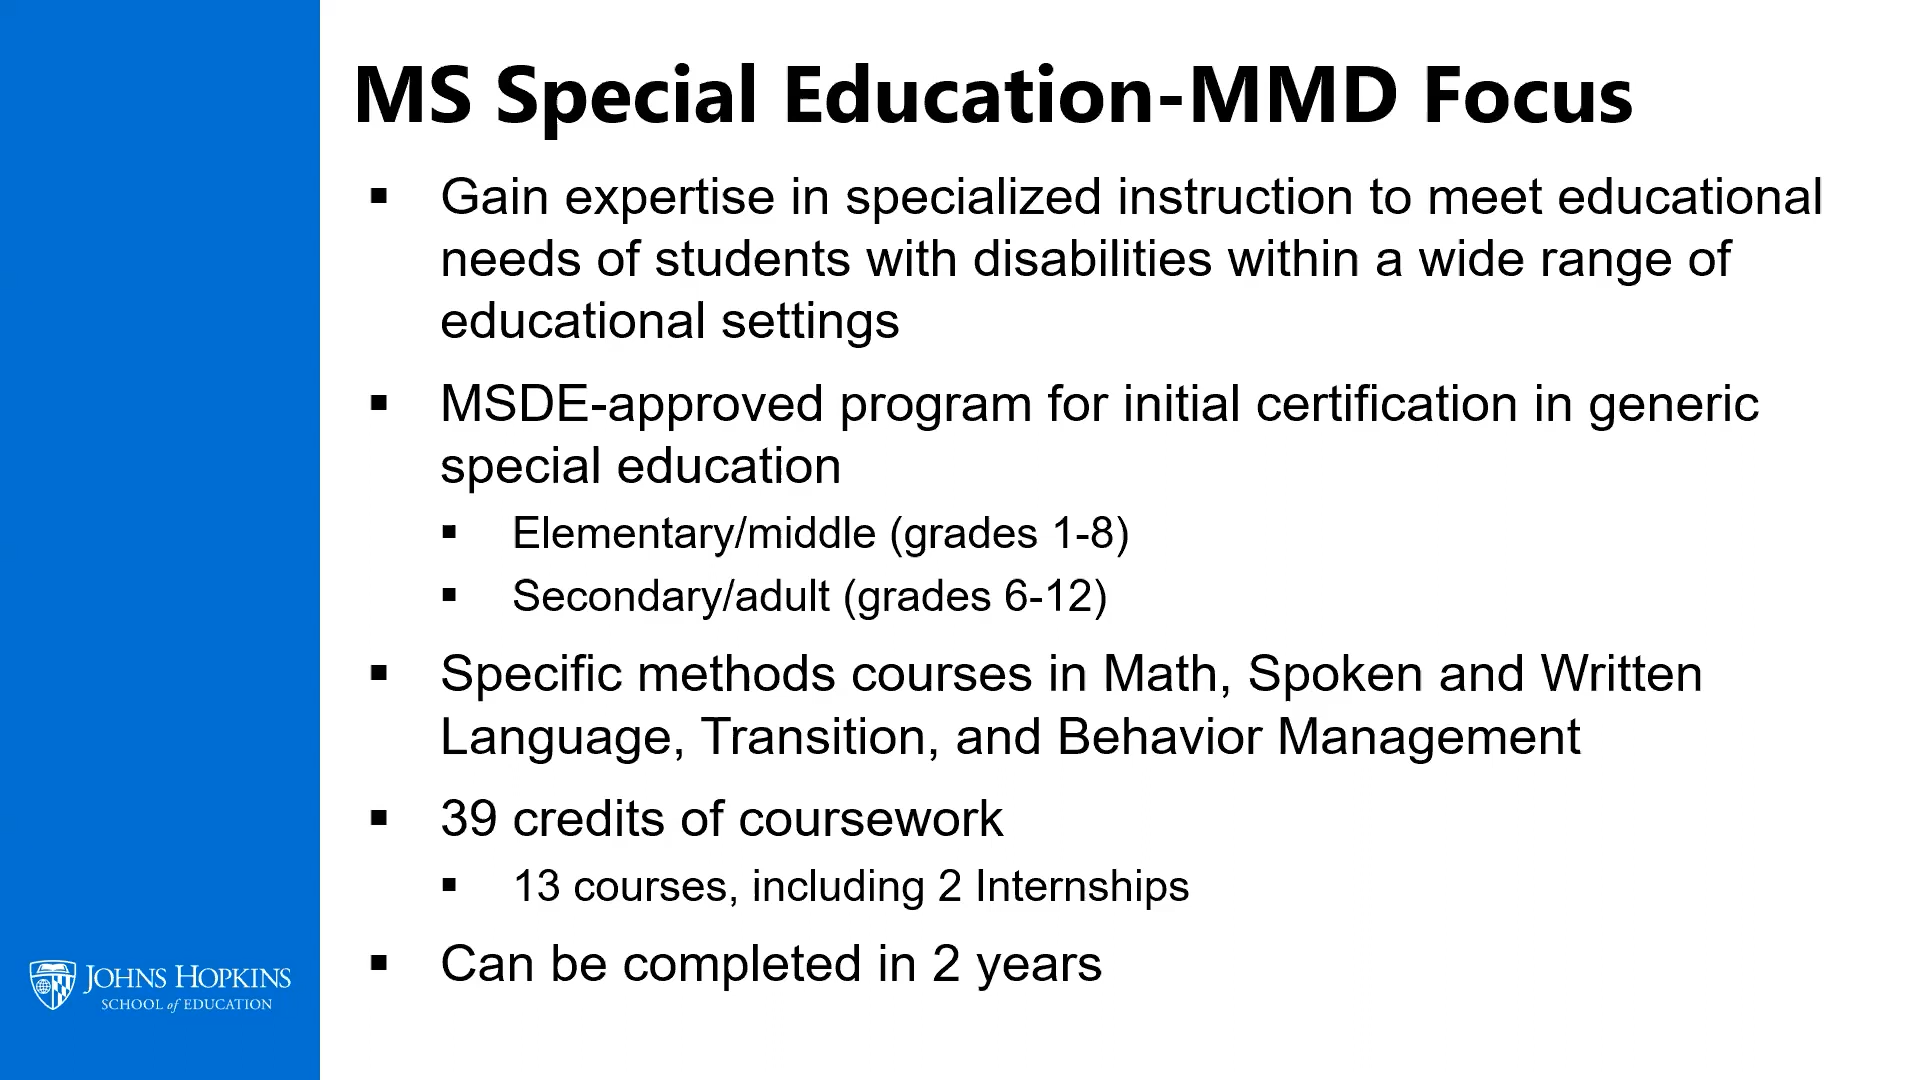 MS Special Education-MMD Focus
▪ Gain expertise in specialized instruction to meet educational
needs of students with disabilities within a wide range of
educational settings
▪ MSDE-approved program for initial certification in generic
special education
▪ Elementary/middle (grades 1-8)
▪ Secondary/adult (grades 6-12)
▪ Specific methods courses in Math, Spoken and Written
Language, Transition, and Behavior Management
▪ 39 credits of coursework
▪ 13 courses, including 2 Internships
▪ Can be completed in 2 years
JOHNS HOPKINS
SCHOOL of EDUCATION